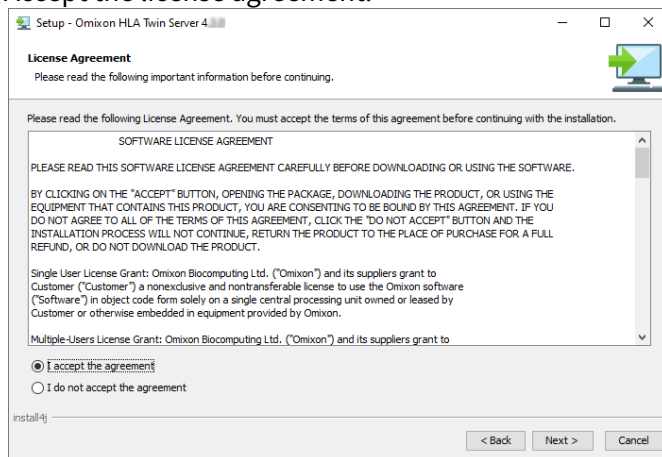 Accept the license agreement.
Setup - Omixon HLA Twin Server 4
License Agreement
Please read the following important information before continuing.
Please read the following License Agreement. You must accept the terms of this agreement before continuing with the installation.
SOFTWARE LICENSE AGREEMENT
PLEASE READ THIS SOFTWARE LICENSE AGREEMENT CAREFULLY BEFORE DOWNLOADING OR USING THE SOFTWARE.
BY CLICKING ON THE "ACCEPT" BUTTON, OPENING THE PACKAGE, DOWNLOADING THE PRODUCT, OR USING THE
EQUIPMENT THAT CONTAINS THIS PRODUCT, YOU ARE CONSENTING TO BE BOUND BY THIS AGREEMENT. IF YOU
DO NOT AGREE TO ALL OF THE TERMS OF THIS AGREEMENT, CLICK THE "DO NOT ACCEPT" BUTTON AND THE
INSTALLATION PROCESS WILL NOT CONTINUE, RETURN THE PRODUCT TO THE PLACE OF PURCHASE FOR A FULL
REFUND, OR DO NOT DOWNLOAD THE PRODUCT.
Single User License Grant: Omixon Biocomputing Ltd. ("Omixon") and its suppliers grant to
Customer ("Customer") a nonexclusive and nontransferable license to use the Omixon software
("Software") in object code form solely on a single central processing unit owned or leased by
Customer or otherwise embedded in equipment provided by Omixon.
Multiple-Users License Grant: Omixon Biocomputing Ltd. ("Omixon") and its suppliers grant to
I accept the agreement
I do not accept the agreement
install4j
< Back Next > Cancel